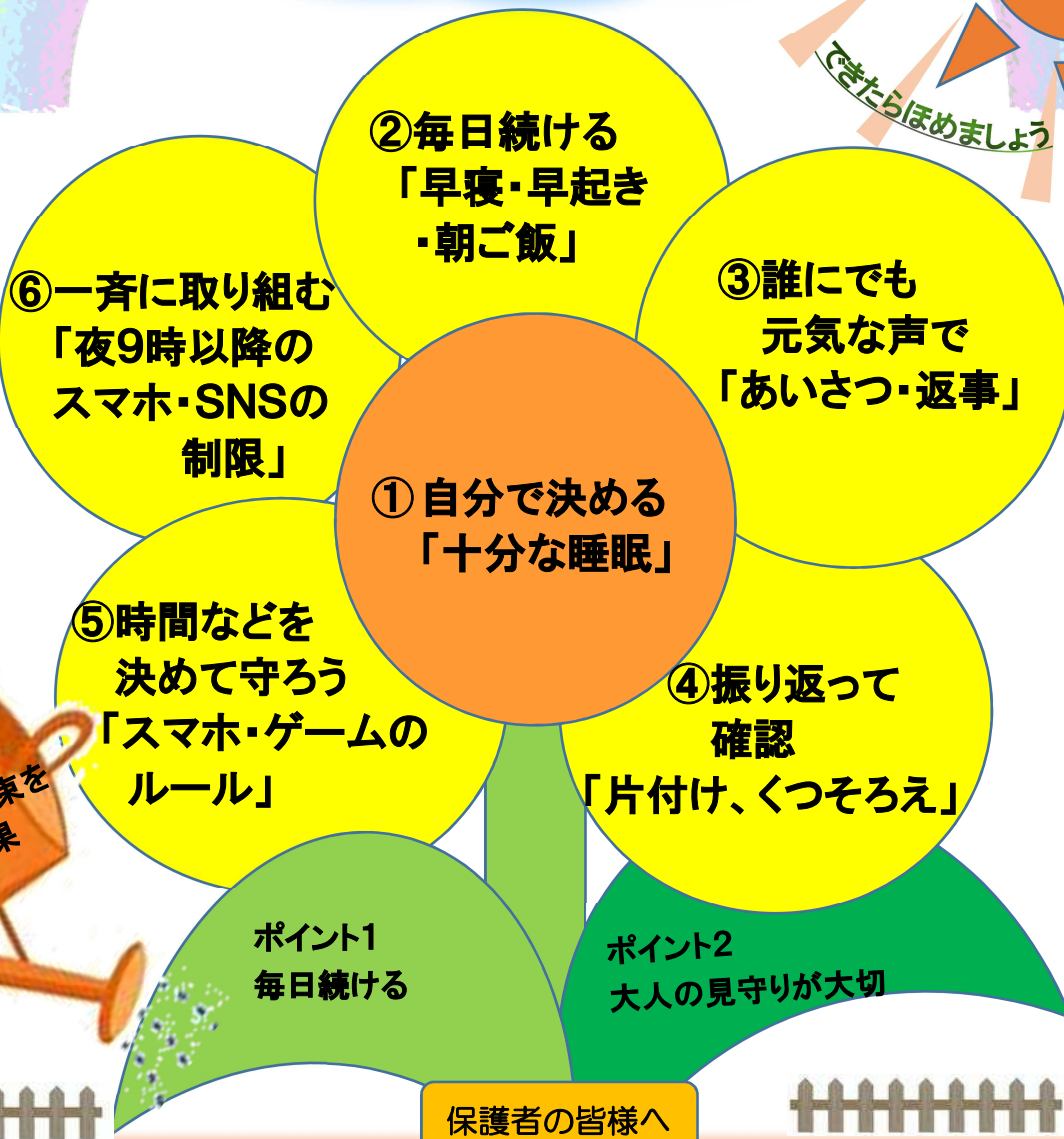 できたらほめましょう
②毎日続ける
「早寝・早起き
・朝ご飯」
③誰にでも
元気な声で
「あいさつ・返事」
⑥一斉に取り組む
「夜9時以降の
スマホ・SNSの
制限」
①自分で決める
「十分な睡眠」
⑤時間などを
決めて守ろう
「スマホ・ゲームの
ルール」
④振り返って
確認
「片付け、くつそろえ」
束を
果
ポイント1
毎日続ける
ポイント2
大人の見守りが大切
保護者の皆様へ